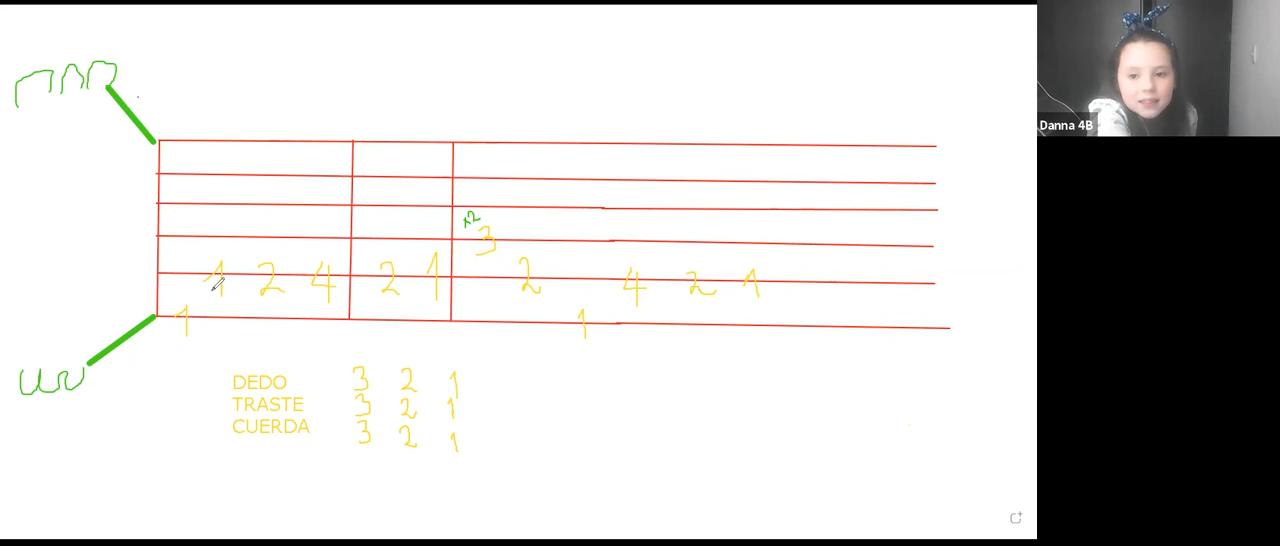 Danna 4B
x2
3
1 2 4 2 1 2 4 2 1
1 1
DEDO 3 2 1
TRASTE 3 2 1
CUERDA 3 2 1